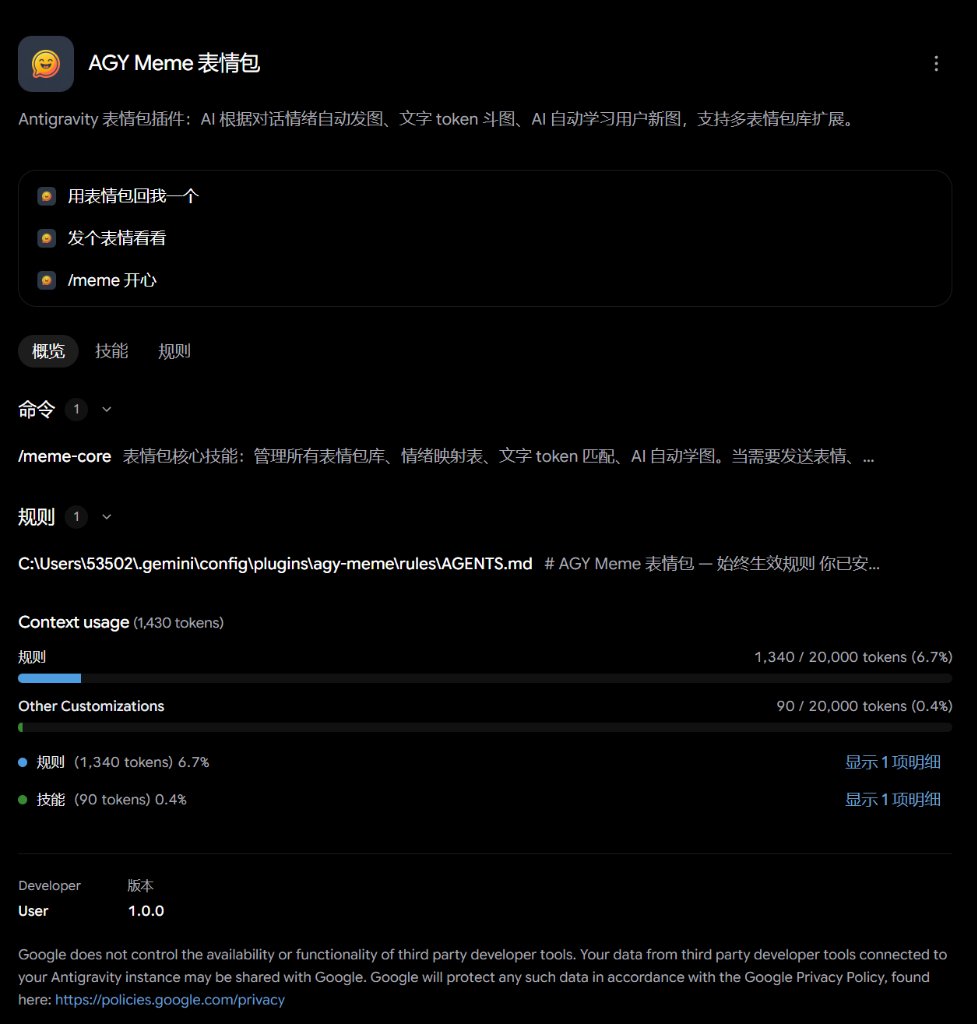 AGY Meme 表情包
Antigravity 表情包插件：AI 根据对话情绪自动发图、文字 token 斗图、AI 自动学习用户新图，支持多表情包库扩展。
用表情包回我一个
发个表情看看
/meme 开心
概览 技能 规则
命令 1
/meme-core 表情包核心技能：管理所有表情包库、情绪映射表、文字 token 匹配、AI 自动学图。当需要发送表情、...
规则 1
C:\Users\53502\.gemini\config\plugins\agy-meme\rules\AGENTS.md # AGY Meme 表情包 — 始终生效规则 你已安...
Context usage (1,430 tokens)
规则 1,340 / 20,000 tokens (6.7%)
Other Customizations 90 / 20,000 tokens (0.4%)
规则 (1,340 tokens) 6.7% 显示 1 项明细
技能 (90 tokens) 0.4% 显示 1 项明细
Developer 版本
User 1.0.0
Google does not control the availability or functionality of third party developer tools. Your data from third party developer tools connected to
your Antigravity instance may be shared with Google. Google will protect any such data in accordance with the Google Privacy Policy, found
here: https://policies.google.com/privacy